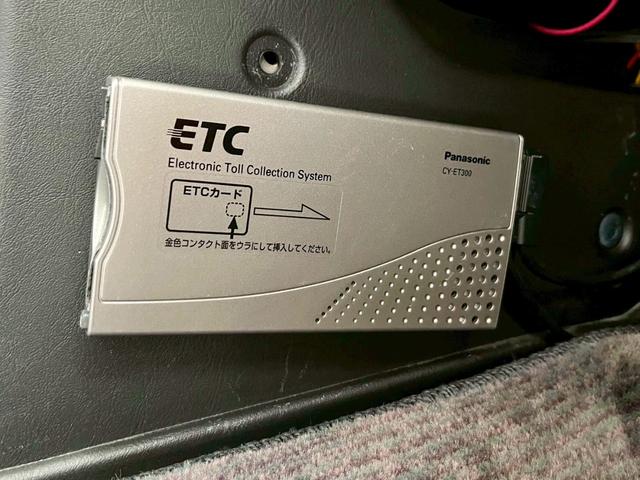 ETC
Electronic Toll Collection System
Panasonic
CY-ET300
ETCカード
金色コンタクト面をウラにして挿入してください。